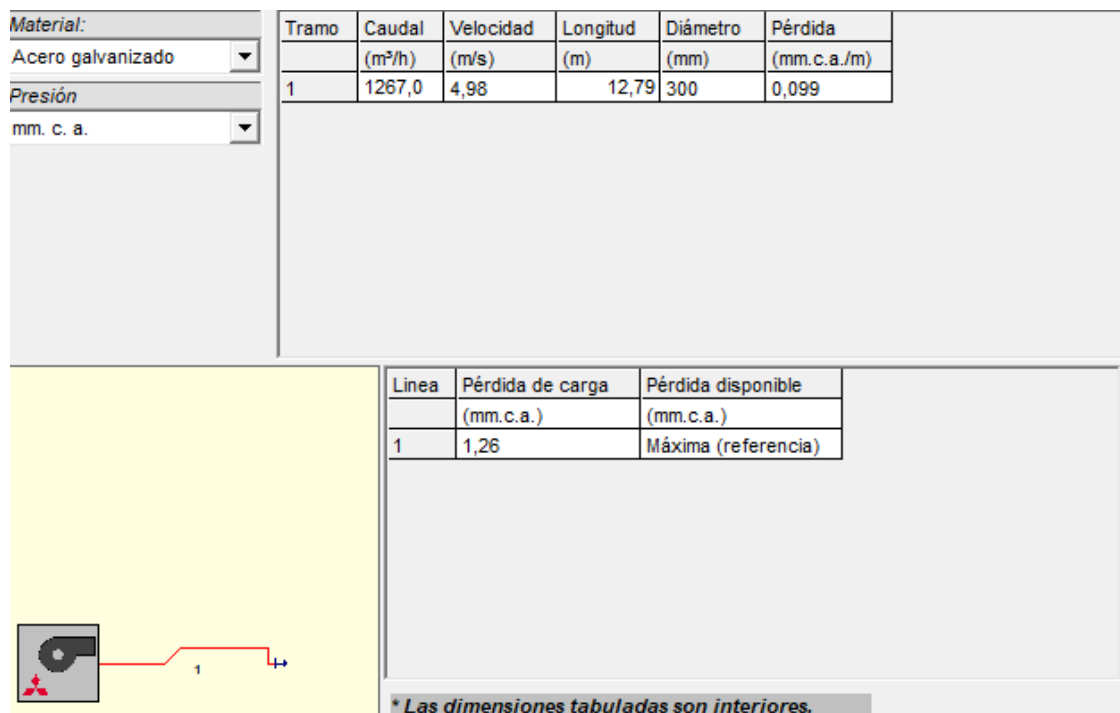 Material:
Acero galvanizado
Presión
mm. c. a.
Tramo Caudal Velocidad Longitud Diámetro Pérdida
(m³/h) (m/s) (m) (mm) (mm.c.a./m)
1 1267,0 4,98 12,79 300 0,099
Linea Pérdida de carga Pérdida disponible
(mm.c.a.) (mm.c.a.)
1 1,26 Máxima (referencia)
1
* Las dimensiones tabuladas son interiores.